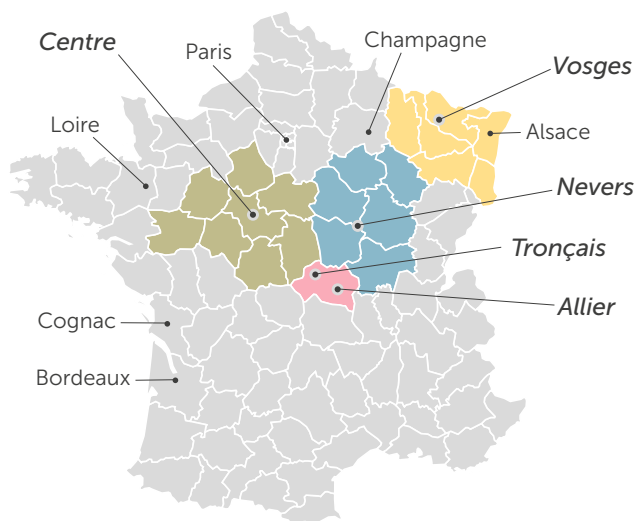 Centre
Paris
Champagne
Vosges
Loire
Alsace
Nevers
Tronçais
Allier
Cognac
Bordeaux